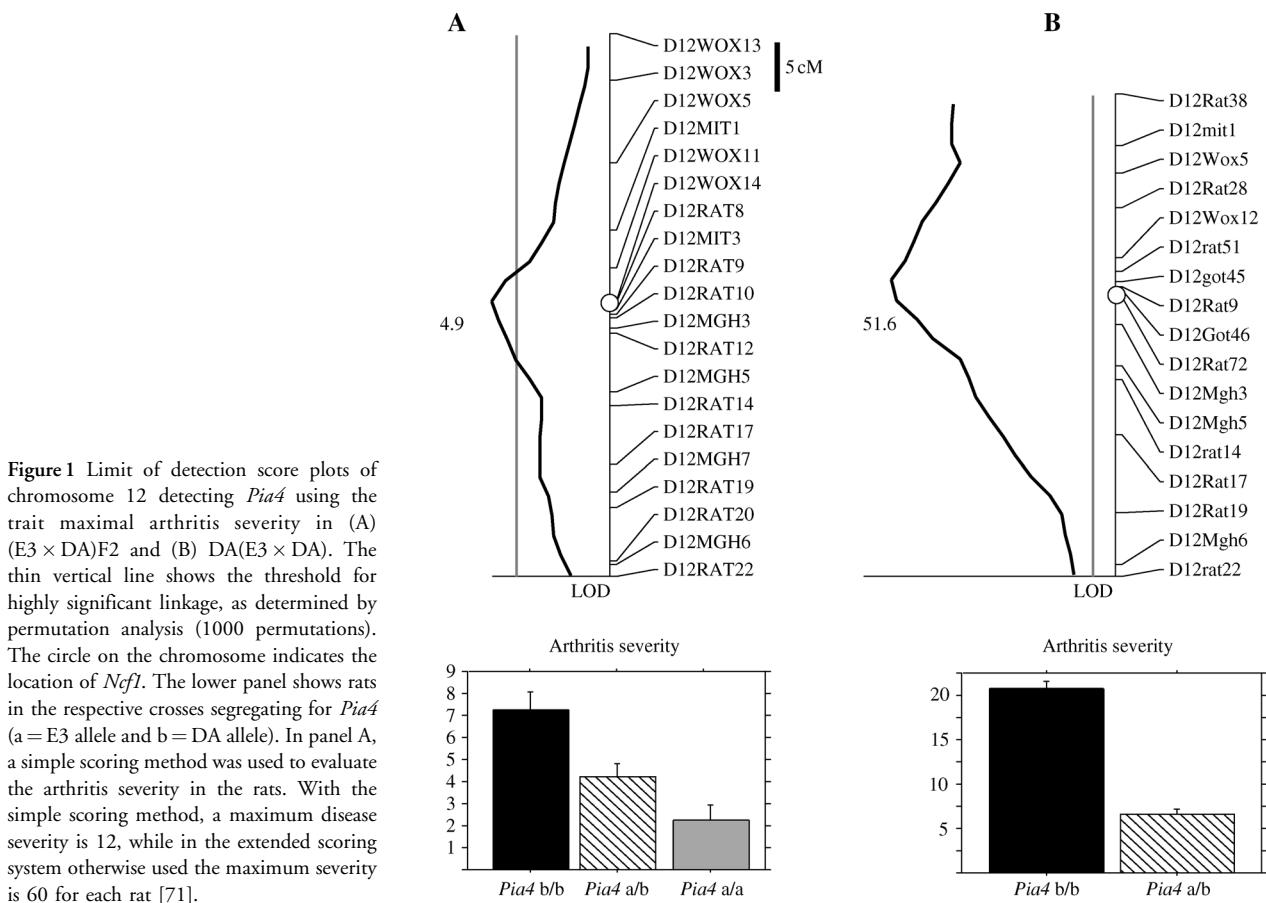 A
B
D12WOX13
D12WOX3
D12WOX5
D12MIT1
D12WOX11
D12WOX14
D12RAT8
D12MIT3
D12RAT9
D12RAT10
D12MGH3
D12RAT12
D12MGH5
D12RAT14
D12RAT17
D12MGH7
D12RAT19
D12RAT20
D12MGH6
D12RAT22
5 cM
4.9
LOD
D12Rat38
D12mit1
D12Wox5
D12Rat28
D12Wox12
D12rat51
D12got45
D12Rat9
D12Got46
D12Rat72
D12Mgh3
D12Mgh5
D12rat14
D12Rat17
D12Rat19
D12Mgh6
D12rat22
51.6
LOD
Figure 1 Limit of detection score plots of
chromosome 12 detecting Pia4 using the
trait maximal arthritis severity in (A)
(E3 × DA)F2 and (B) DA(E3 × DA). The
thin vertical line shows the threshold for
highly significant linkage, as determined by
permutation analysis (1000 permutations).
The circle on the chromosome indicates the
location of Ncf1. The lower panel shows rats
in the respective crosses segregating for Pia4
(a = E3 allele and b = DA allele). In panel A,
a simple scoring method was used to evaluate
the arthritis severity in the rats. With the
simple scoring method, a maximum disease
severity is 12, while in the extended scoring
system otherwise used the maximum severity
is 60 for each rat [71].
Arthritis severity
9
8
7
6
5
4
3
2
1
Pia4 b/b Pia4 a/b Pia4 a/a
Arthritis severity
20
15
10
5
Pia4 b/b Pia4 a/b